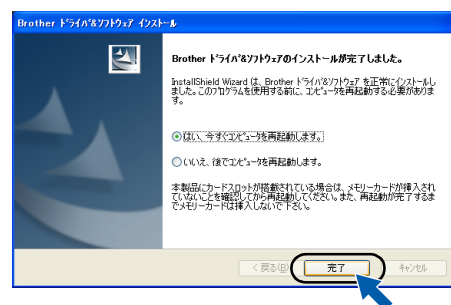 Brother ﾄﾞﾗｲﾊﾞ&ｿﾌﾄｳｪｱ ｲﾝｽﾄｰﾙ
Brother ﾄﾞﾗｲﾊﾞ&ｿﾌﾄｳｪｱのインストールが完了しました。
InstallShield Wizard は、Brother ﾄﾞﾗｲﾊﾞ&ｿﾌﾄｳｪｱ を正常にｲﾝｽﾄｰﾙし
ました。このﾌﾟﾛｸﾞﾗﾑを使用する前に、ｺﾝﾋﾟｭｰﾀを再起動する必要がありま
す。
はい、今すぐｺﾝﾋﾟｭｰﾀを再起動します。
いいえ、後でｺﾝﾋﾟｭｰﾀを再起動します。
本製品にカードスロットが搭載されている場合は、メモリーカードが挿入され
ていないことを確認してから再起動してください。また、再起動が完了するま
でメモリーカードは挿入しないで下さい。
< 戻る(B)
完了
キャンセル